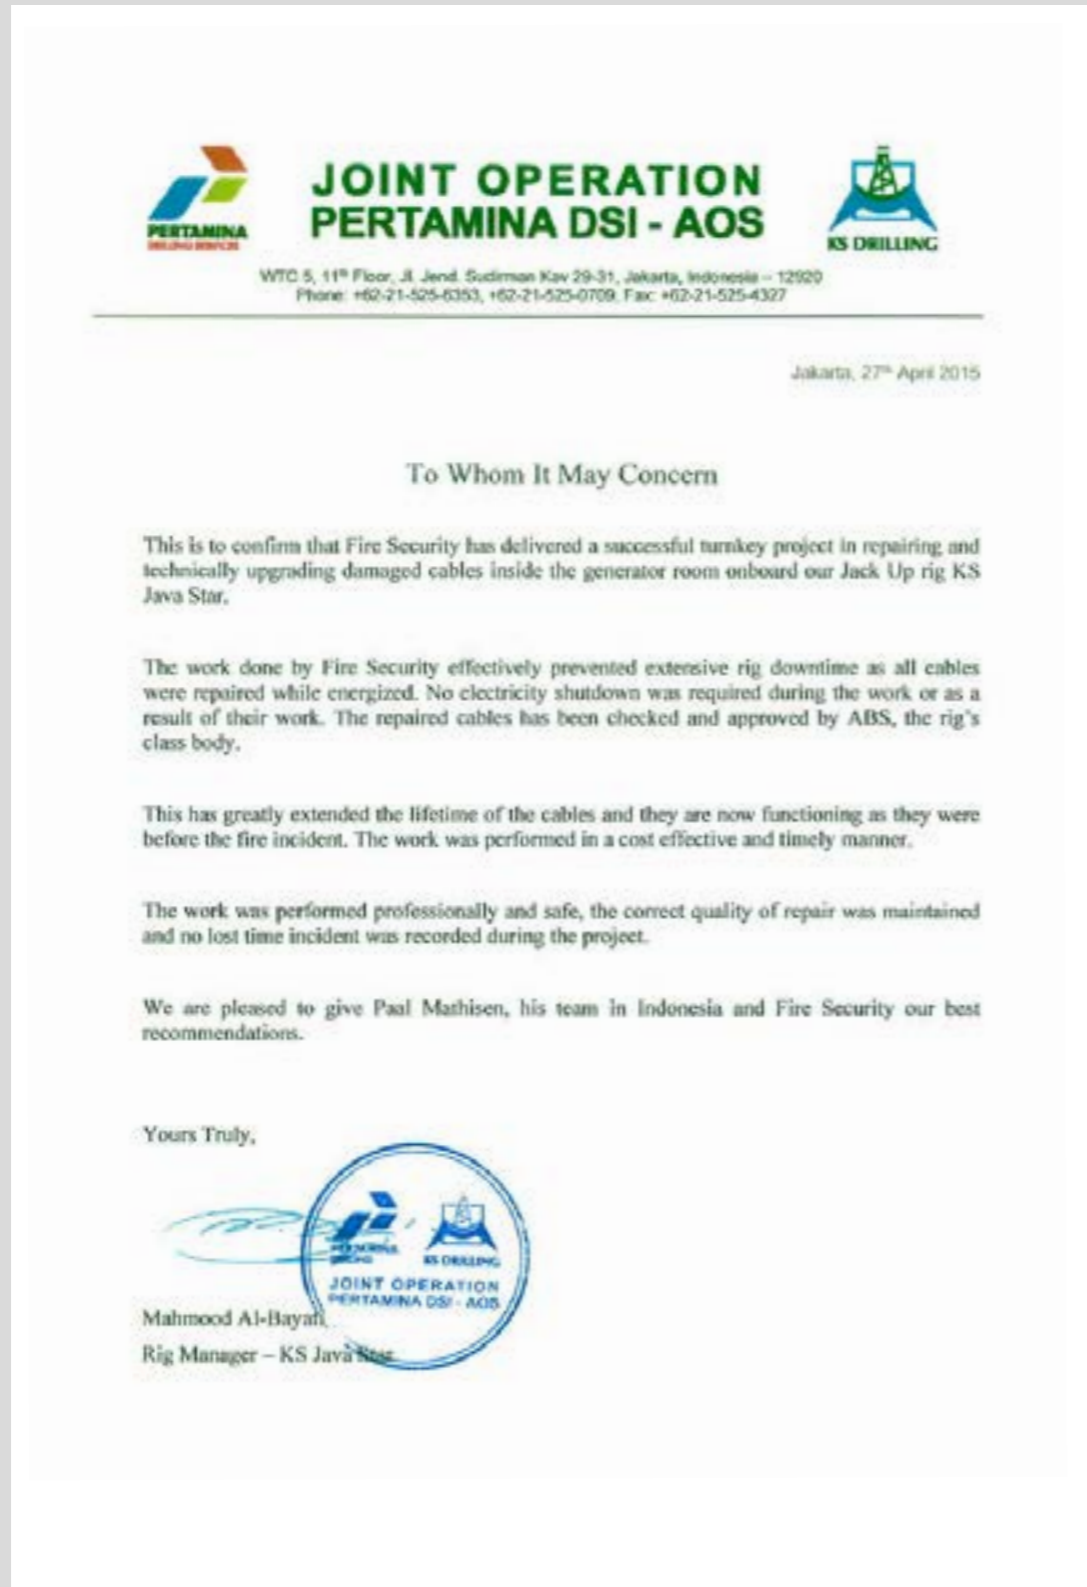 PERTAMINA
DRILLING SERVICES
JOINT OPERATION
PERTAMINA DSI - AOS
KS DRILLING
WTC 5, 11th Floor, Jl. Jend. Sudirman Kav 29-31, Jakarta, Indonesia – 12920
Phone: +62-21-525-6353, +62-21-525-0709, Fax: +62-21-525-4327
Jakarta, 27th April 2015
To Whom It May Concern
This is to confirm that Fire Security has delivered a successful turnkey project in repairing and
technically upgrading damaged cables inside the generator room onboard our Jack Up rig KS
Java Star.
The work done by Fire Security effectively prevented extensive rig downtime as all cables
were repaired while energized. No electricity shutdown was required during the work or as a
result of their work. The repaired cables has been checked and approved by ABS, the rig's
class body.
This has greatly extended the lifetime of the cables and they are now functioning as they were
before the fire incident. The work was performed in a cost effective and timely manner.
The work was performed professionally and safe, the correct quality of repair was maintained
and no lost time incident was recorded during the project.
We are pleased to give Paal Mathisen, his team in Indonesia and Fire Security our best
recommendations.
Yours Truly,
PERTAMINA
KS DRILLING
JOINT OPERATION
PERTAMINA DSI - AOS
Mahmood Al-Bayati
Rig Manager – KS Java Star